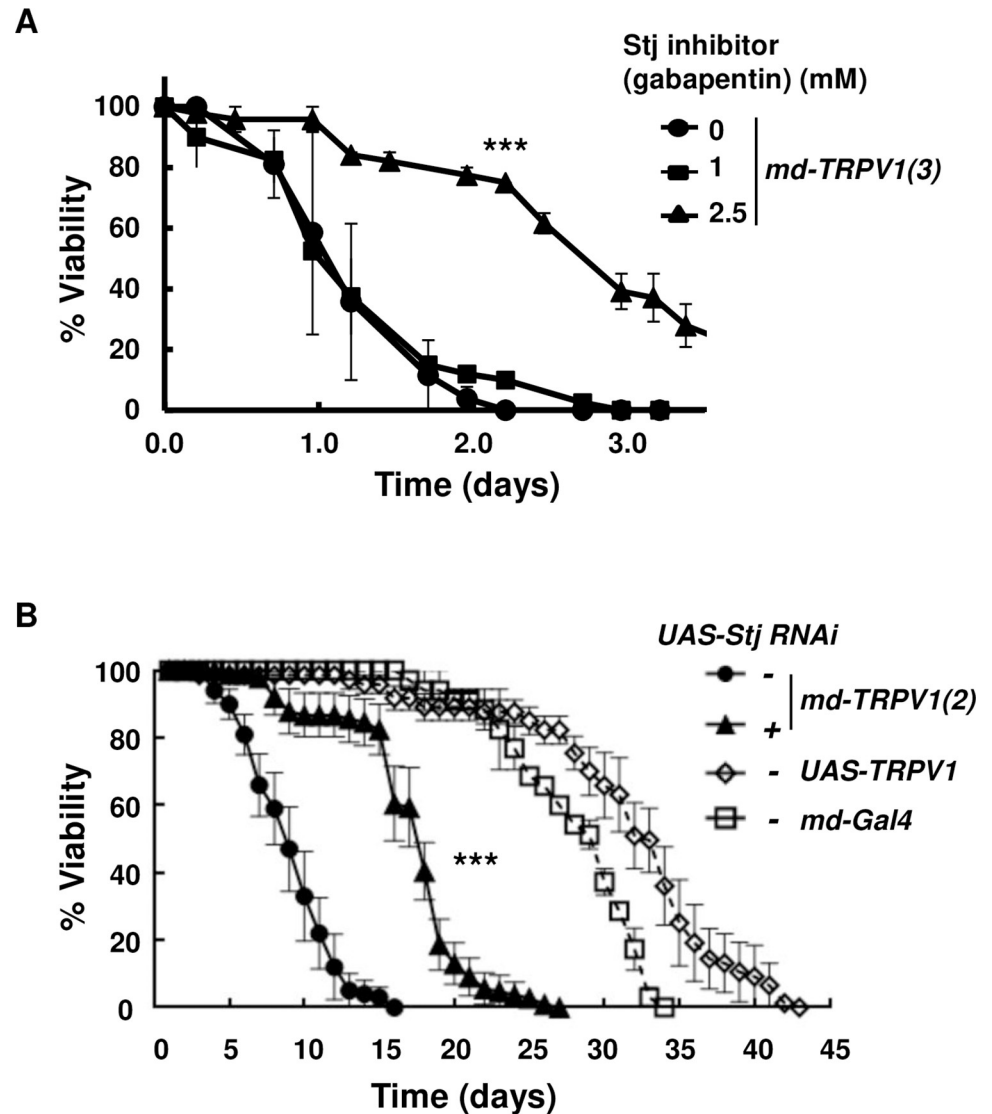 A
Stj inhibitor
(gabapentin) (mM)
0
1
2.5
md-TRPV1(3)
***
% Viability
100
80
60
40
20
0
0.0 1.0 2.0 3.0
Time (days)
B
UAS-Stj RNAi
-
+
md-TRPV1(2)
- UAS-TRPV1
- md-Gal4
***
% Viability
100
80
60
40
20
0
0 5 10 15 20 25 30 35 40 45
Time (days)